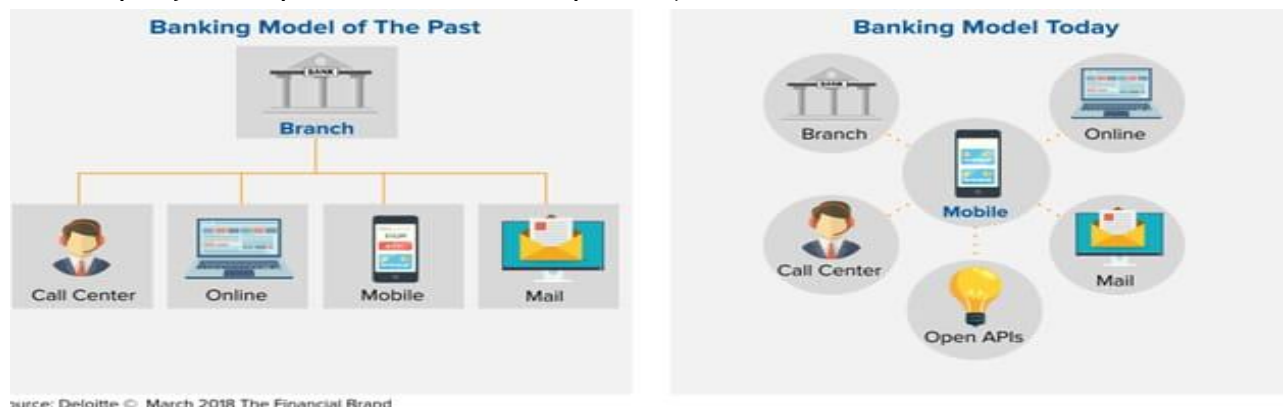 Banking Model of The Past
BANK
Branch
Call Center
Online
Mobile
Mail
Banking Model Today
BANK
Branch
Online
Mobile
Call Center
Mail
Open APIs
ource: Deloitte © March 2018 The Financial Brand